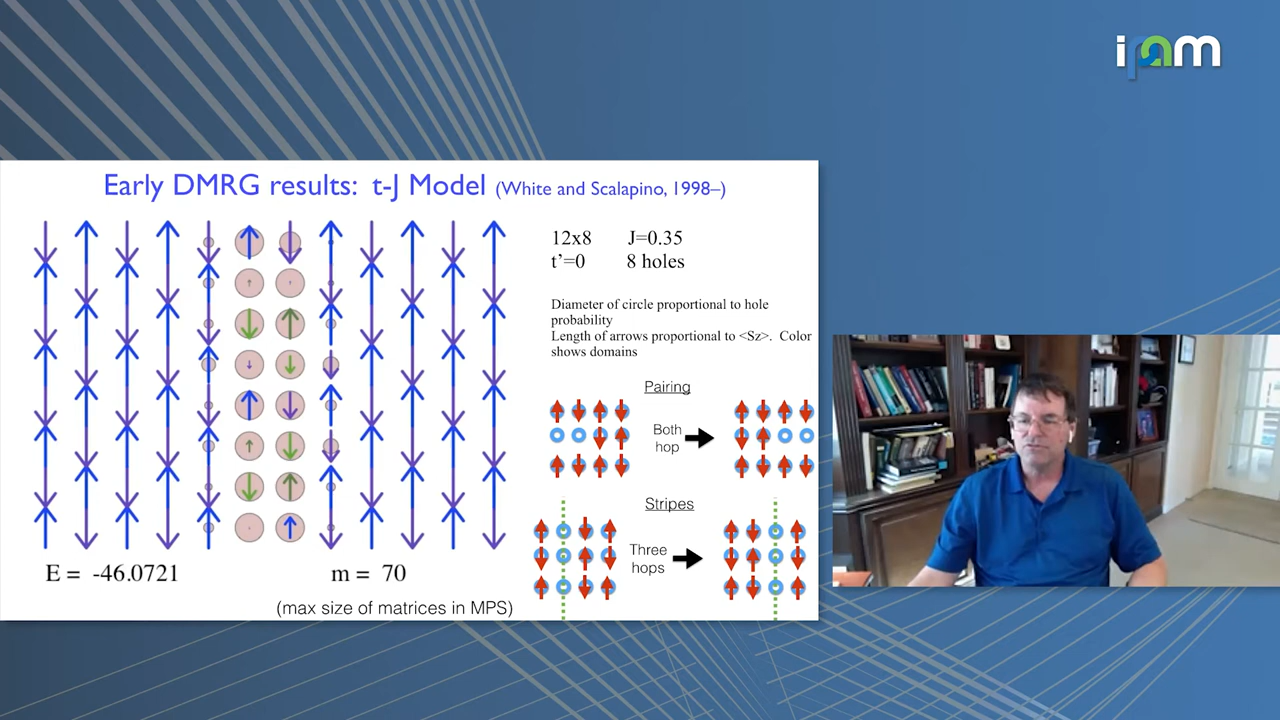 ipam
Early DMRG results: t-J Model (White and Scalapino, 1998–)
12x8 J=0.35
t'=0 8 holes
Diameter of circle proportional to hole
probability
Length of arrows proportional to <Sz>. Color
shows domains
Pairing
Both
hop
Stripes
Three
hops
E = -46.0721 m = 70
(max size of matrices in MPS)